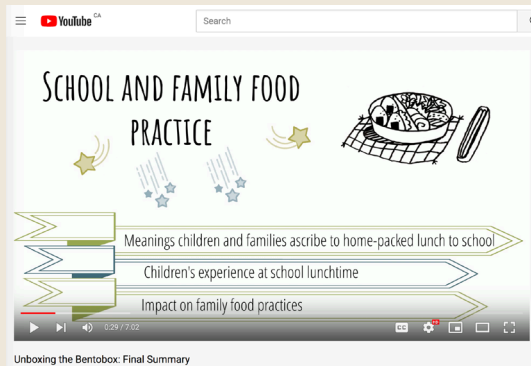 YouTube CA
Search
SCHOOL AND FAMILY FOOD
PRACTICE
Meanings children and families ascribe to home-packed lunch to school
Children's experience at school lunchtime
Impact on family food practices
0:29 / 7:02
CC
HD
Unboxing the Bentobox: Final Summary